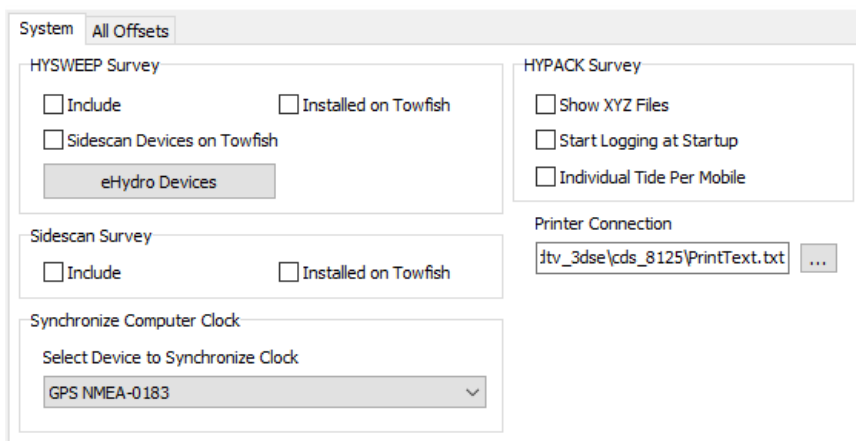 System
All Offsets
HYSWEEP Survey
Include
Installed on Towfish
Sidescan Devices on Towfish
eHydro Devices
Sidescan Survey
Include
Installed on Towfish
Synchronize Computer Clock
Select Device to Synchronize Clock
GPS NMEA-0183
HYPACK Survey
Show XYZ Files
Start Logging at Startup
Individual Tide Per Mobile
Printer Connection
ltv_3dse\cds_8125\PrintText.txt
...